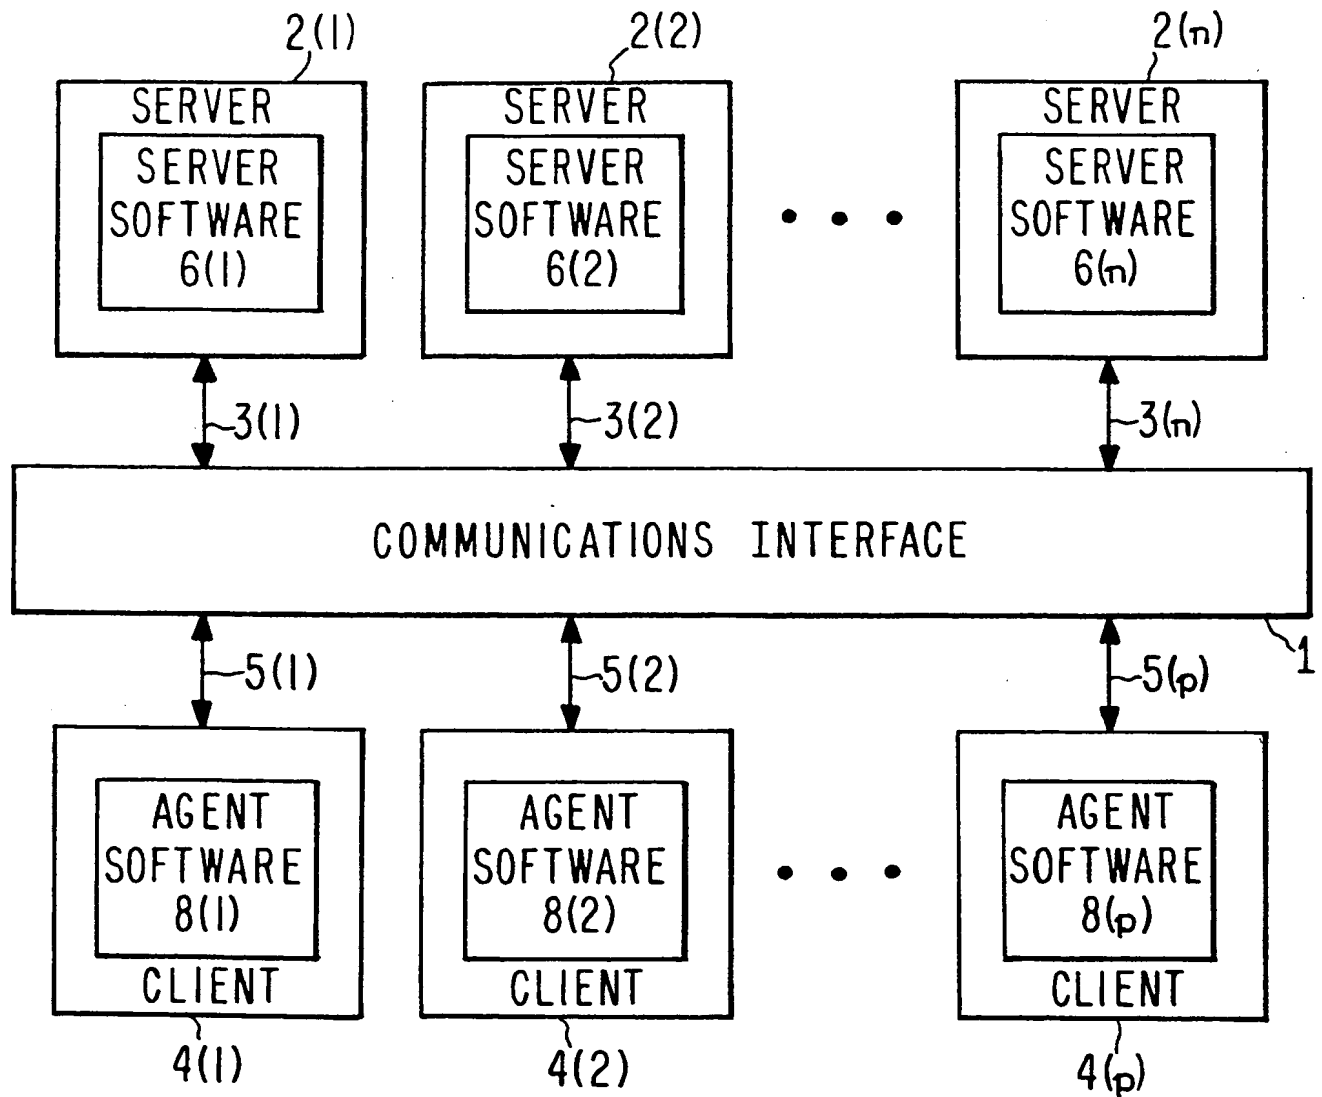 2(1) 2(2) 2(n)
SERVER SERVER SERVER
SERVER SOFTWARE 6(1)
SERVER SOFTWARE 6(2)
SERVER SOFTWARE 6(n)
3(1) 3(2) 3(n)
COMMUNICATIONS INTERFACE
1
5(1) 5(2) 5(p)
AGENT SOFTWARE 8(1)
AGENT SOFTWARE 8(2)
AGENT SOFTWARE 8(p)
CLIENT CLIENT CLIENT
4(1) 4(2) 4(p)